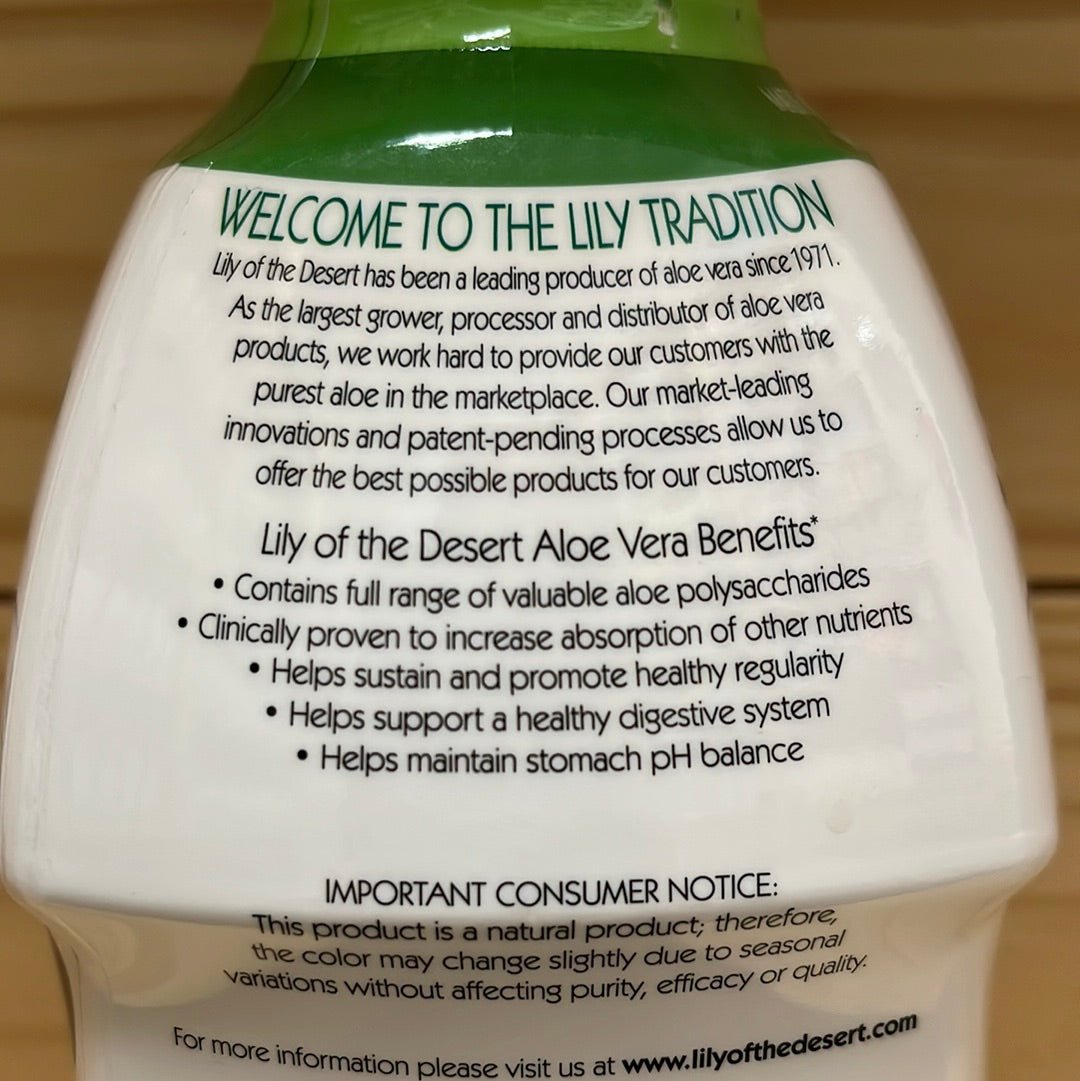 WELCOME TO THE LILY TRADITION
Lily of the Desert has been a leading producer of aloe vera since 1971.
As the largest grower, processor and distributor of aloe vera
products, we work hard to provide our customers with the
purest aloe in the marketplace. Our market-leading
innovations and patent-pending processes allow us to
offer the best possible products for our customers.
Lily of the Desert Aloe Vera Benefits*
• Contains full range of valuable aloe polysaccharides
• Clinically proven to increase absorption of other nutrients
• Helps sustain and promote healthy regularity
• Helps support a healthy digestive system
• Helps maintain stomach pH balance
IMPORTANT CONSUMER NOTICE:
This product is a natural product; therefore,
the color may change slightly due to seasonal
variations without affecting purity, efficacy or quality.
For more information please visit us at www.lilyofthedesert.com